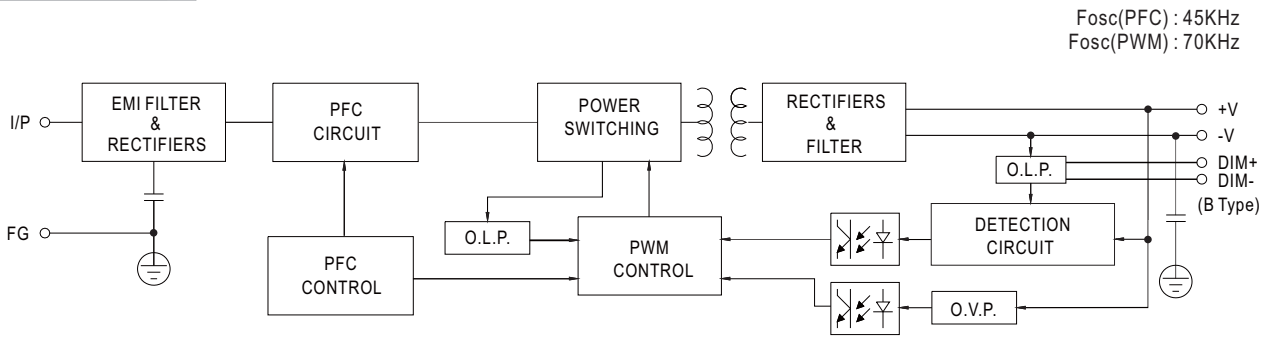 Fosc(PFC) : 45KHz
Fosc(PWM) : 70KHz
I/P
EMI FILTER
&
RECTIFIERS
PFC
CIRCUIT
POWER
SWITCHING
RECTIFIERS
&
FILTER
+V
-V
O.L.P.
DIM+
DIM-
(B Type)
FG
O.L.P.
PFC
CONTROL
PWM
CONTROL
DETECTION
CIRCUIT
O.V.P.